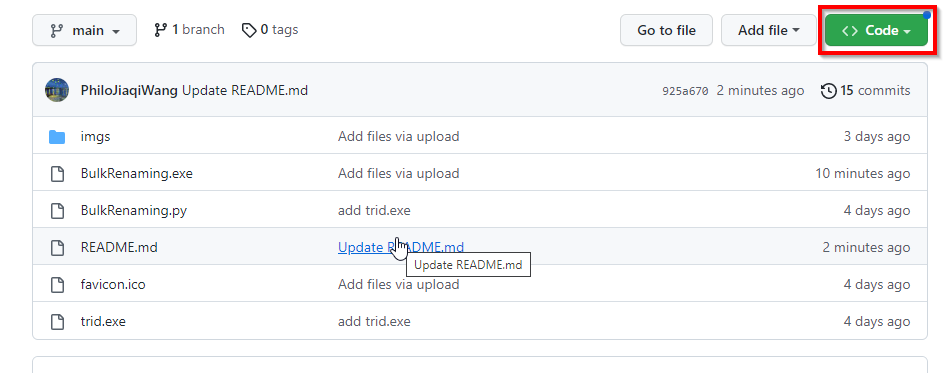 main 1 branch 0 tags Go to file Add file Code
PhiloJiaqiWang Update README.md 925a670 2 minutes ago 15 commits
imgs Add files via upload 3 days ago
BulkRenaming.exe Add files via upload 10 minutes ago
BulkRenaming.py add trid.exe 4 days ago
README.md Update README.md 2 minutes ago
Update README.md
favicon.ico Add files via upload 4 days ago
trid.exe add trid.exe 4 days ago